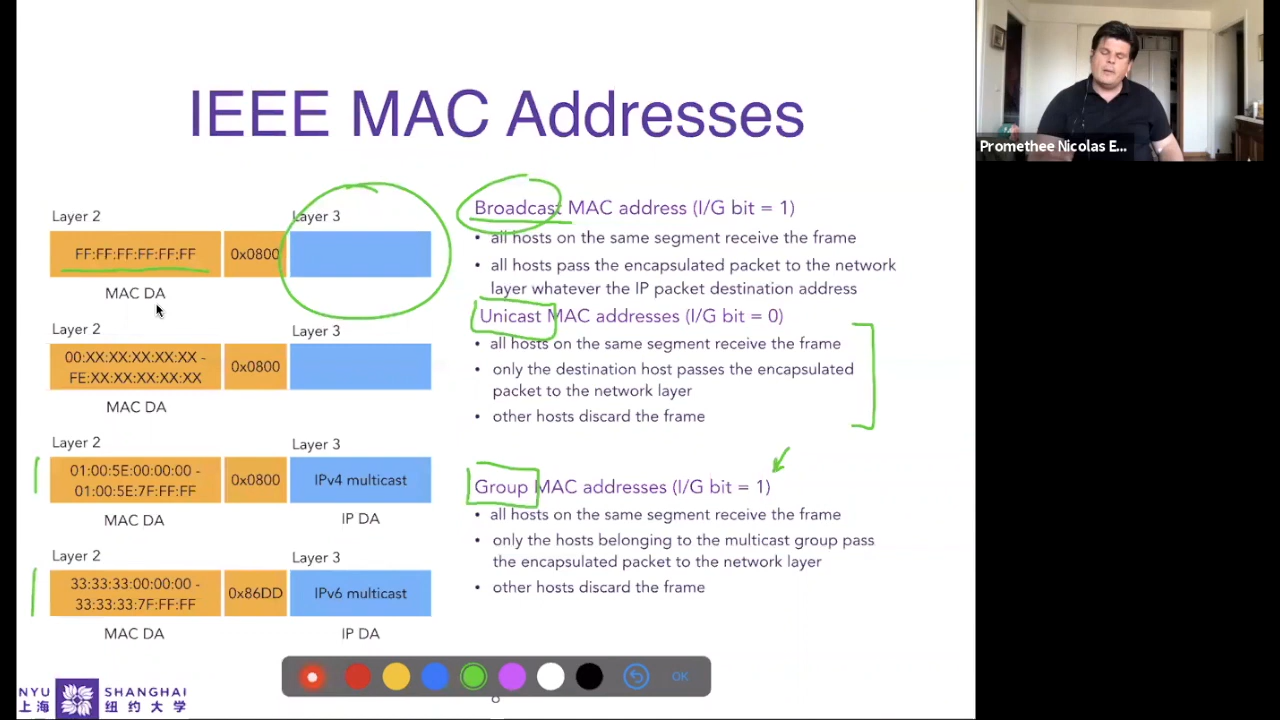 IEEE MAC Addresses
Promethee Nicolas E...
Layer 2
Layer 3
FF:FF:FF:FF:FF:FF
0x0800
MAC DA
Layer 2
Layer 3
00:XX:XX:XX:XX:XX -
FE:XX:XX:XX:XX:XX
0x0800
MAC DA
Layer 2
Layer 3
01:00:5E:00:00:00 -
01:00:5E:7F:FF:FF
0x0800
IPv4 multicast
MAC DA
IP DA
Layer 2
Layer 3
33:33:33:00:00:00 -
33:33:33:7F:FF:FF
0x86DD
IPv6 multicast
MAC DA
IP DA
Broadcast MAC address (I/G bit = 1)
• all hosts on the same segment receive the frame
• all hosts pass the encapsulated packet to the network
layer whatever the IP packet destination address
Unicast MAC addresses (I/G bit = 0)
• all hosts on the same segment receive the frame
• only the destination host passes the encapsulated
packet to the network layer
• other hosts discard the frame
Group MAC addresses (I/G bit = 1)
• all hosts on the same segment receive the frame
• only the hosts belonging to the multicast group pass
the encapsulated packet to the network layer
• other hosts discard the frame
OK
NYU SHANGHAI
上海 纽约大学